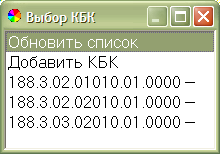 Выбор КБК
Обновить список
Добавить КБК
188.3.02.01010.01.0000 –
188.3.02.02010.01.0000 –
188.3.03.02010.01.0000 –